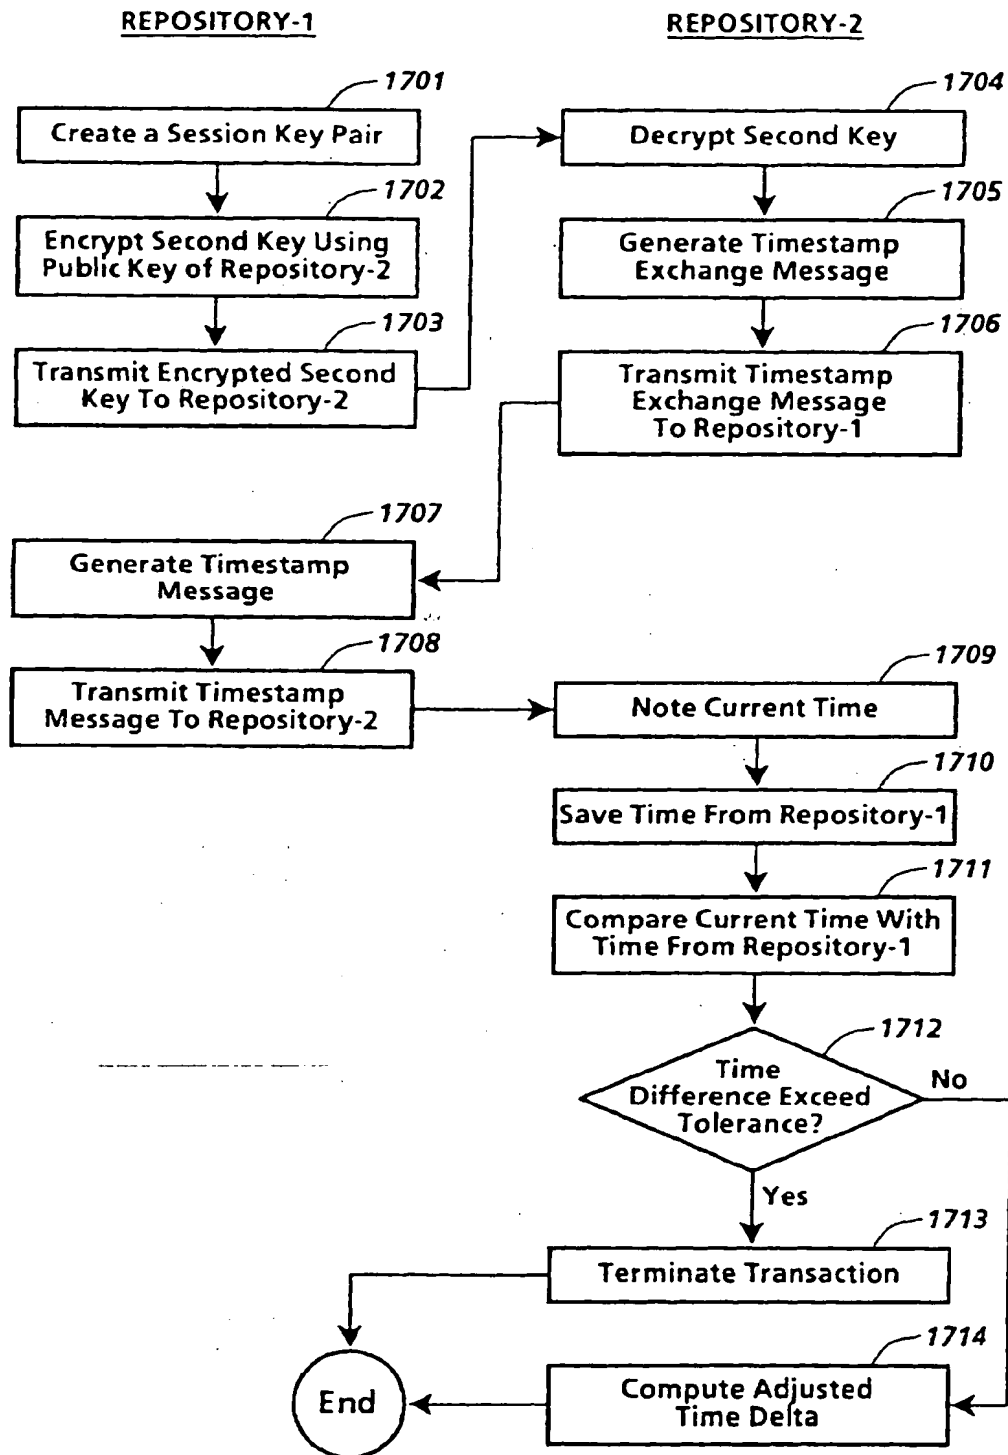 REPOSITORY-1
REPOSITORY-2
1701
Create a Session Key Pair
1702
Encrypt Second Key Using
Public Key of Repository-2
1703
Transmit Encrypted Second
Key To Repository-2
1704
Decrypt Second Key
1705
Generate Timestamp
Exchange Message
1706
Transmit Timestamp
Exchange Message
To Repository-1
1707
Generate Timestamp
Message
1708
Transmit Timestamp
Message To Repository-2
1709
Note Current Time
1710
Save Time From Repository-1
1711
Compare Current Time With
Time From Repository-1
1712
Time
Difference Exceed
Tolerance?
No
Yes
1713
Terminate Transaction
1714
Compute Adjusted
Time Delta
End